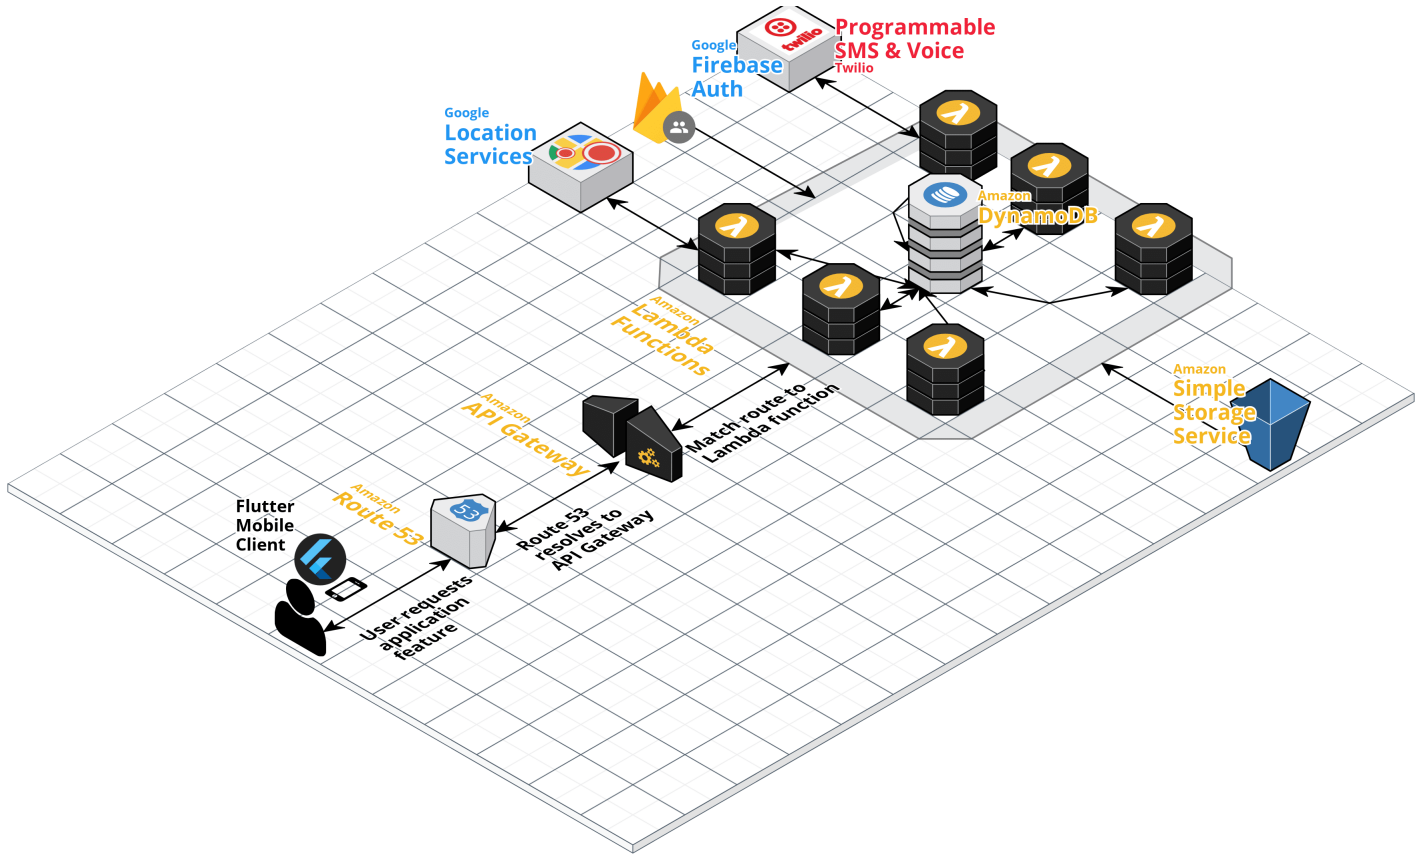 Programmable
SMS & Voice
Twilio
twilio
Google
Firebase
Auth
Google
Location
Services
Amazon
DynamoDB
Amazon
Lambda
Functions
Amazon
Simple
Storage
Service
Amazon
API Gateway
Match route to
Lambda function
Amazon
Route 53
53
Route 53
resolves to
API Gateway
Flutter
Mobile
Client
User requests
application
feature